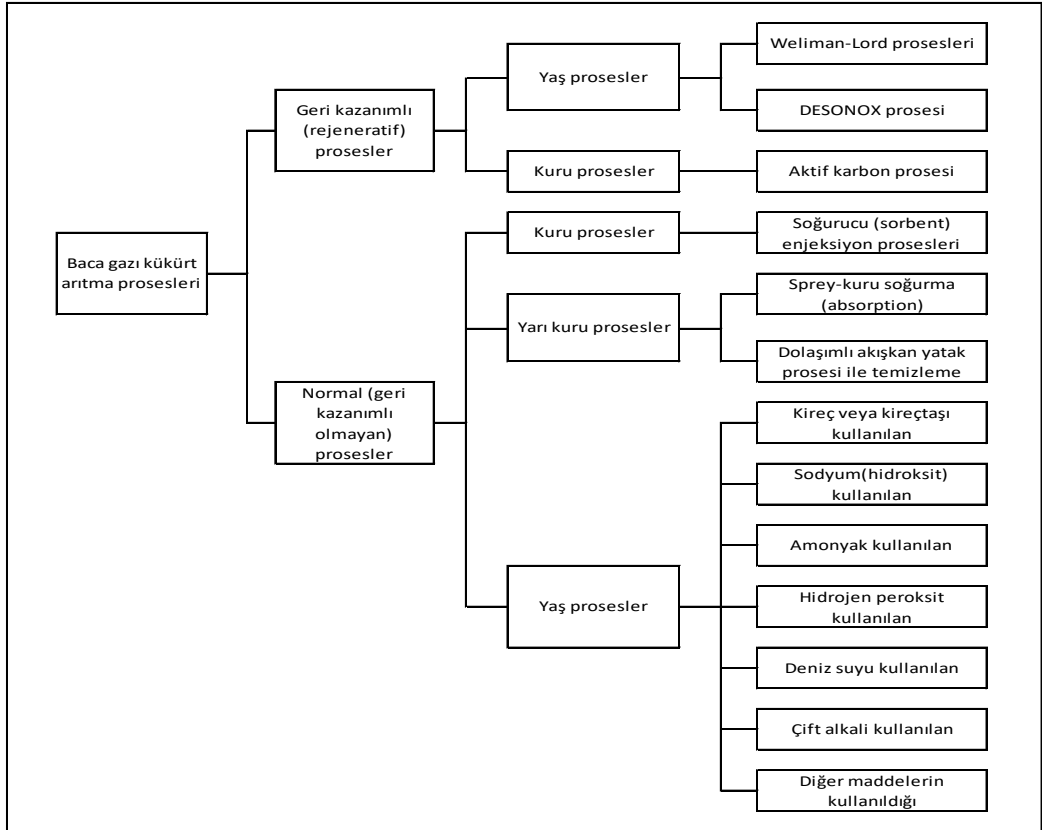 Baca gazı kükürt
arıtma prosesleri
Geri kazanımlı
(rejeneratif)
prosesler
Yaş prosesler
Weliman-Lord prosesleri
DESONOX prosesi
Kuru prosesler
Aktif karbon prosesi
Normal (geri
kazanımlı
olmayan)
prosesler
Kuru prosesler
Soğurucu (sorbent)
enjeksiyon prosesleri
Yarı kuru prosesler
Sprey-kuru soğurma
(absorption)
Dolaşımlı akışkan yatak
prosesi ile temizleme
Yaş prosesler
Kireç veya kireçtaşı
kullanılan
Sodyum(hidroksit)
kullanılan
Amonyak kullanılan
Hidrojen peroksit
kullanılan
Deniz suyu kullanılan
Çift alkali kullanılan
Diğer maddelerin
kullanıldığı